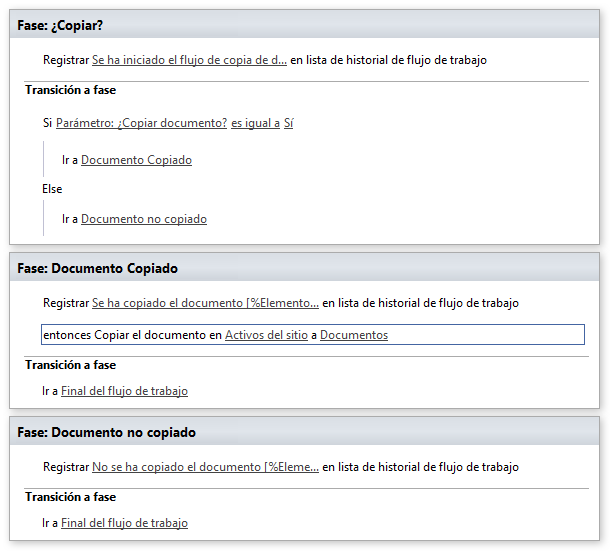 Fase: ¿Copiar?
Registrar Se ha iniciado el flujo de copia de d... en lista de historial de flujo de trabajo
Transición a fase
Si Parámetro: ¿Copiar documento? es igual a Sí
Ir a Documento Copiado
Else
Ir a Documento no copiado
Fase: Documento Copiado
Registrar Se ha copiado el documento [%Elemento... en lista de historial de flujo de trabajo
entonces Copiar el documento en Activos del sitio a Documentos
Transición a fase
Ir a Final del flujo de trabajo
Fase: Documento no copiado
Registrar No se ha copiado el documento [%Eleme... en lista de historial de flujo de trabajo
Transición a fase
Ir a Final del flujo de trabajo